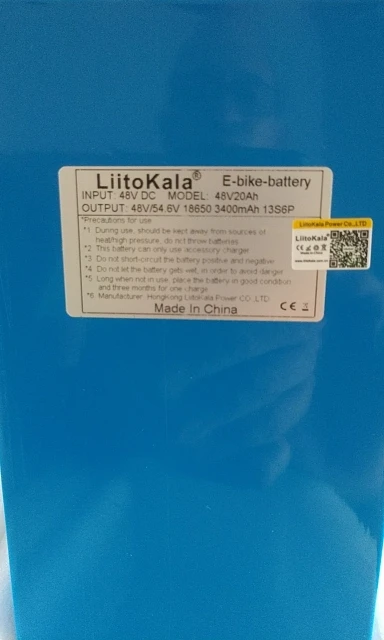 LiitoKala® E-bike-battery
INPUT: 48V DC MODEL: 48V20Ah
OUTPUT: 48V/54.6V 18650 3400mAh 13S6P
*Precautions for use
*1 During use, should be kept away from sources of
heat/high pressure, do not throw batteries
*2 This battery can only use accessory charger
*3 Do not short-circuit the battery positive and negative
*4 Do not let the battery gets wet, in order to avoid danger
*5 Long when not in use, place the battery in good condition
and three months for one charge
*6 Manufacturer: HongKong LiitoKala Power CO.,LTD
Made In China
CE
LiitoKala Power Co.,LTD
LiitoKala
Made in China